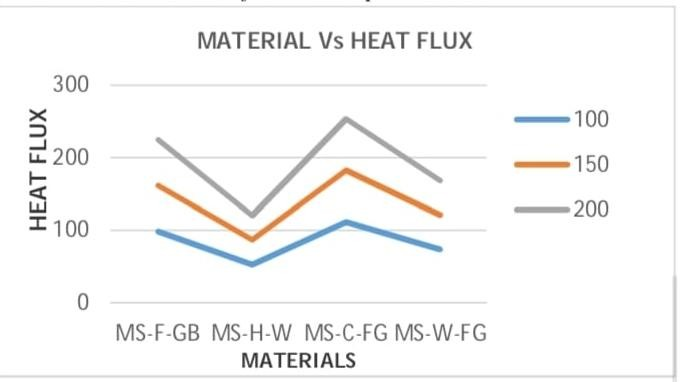 MATERIAL Vs HEAT FLUX
300
200
100
0
HEAT FLUX
MS-F-GB MS-H-W MS-C-FG MS-W-FG
MATERIALS
100
150
200